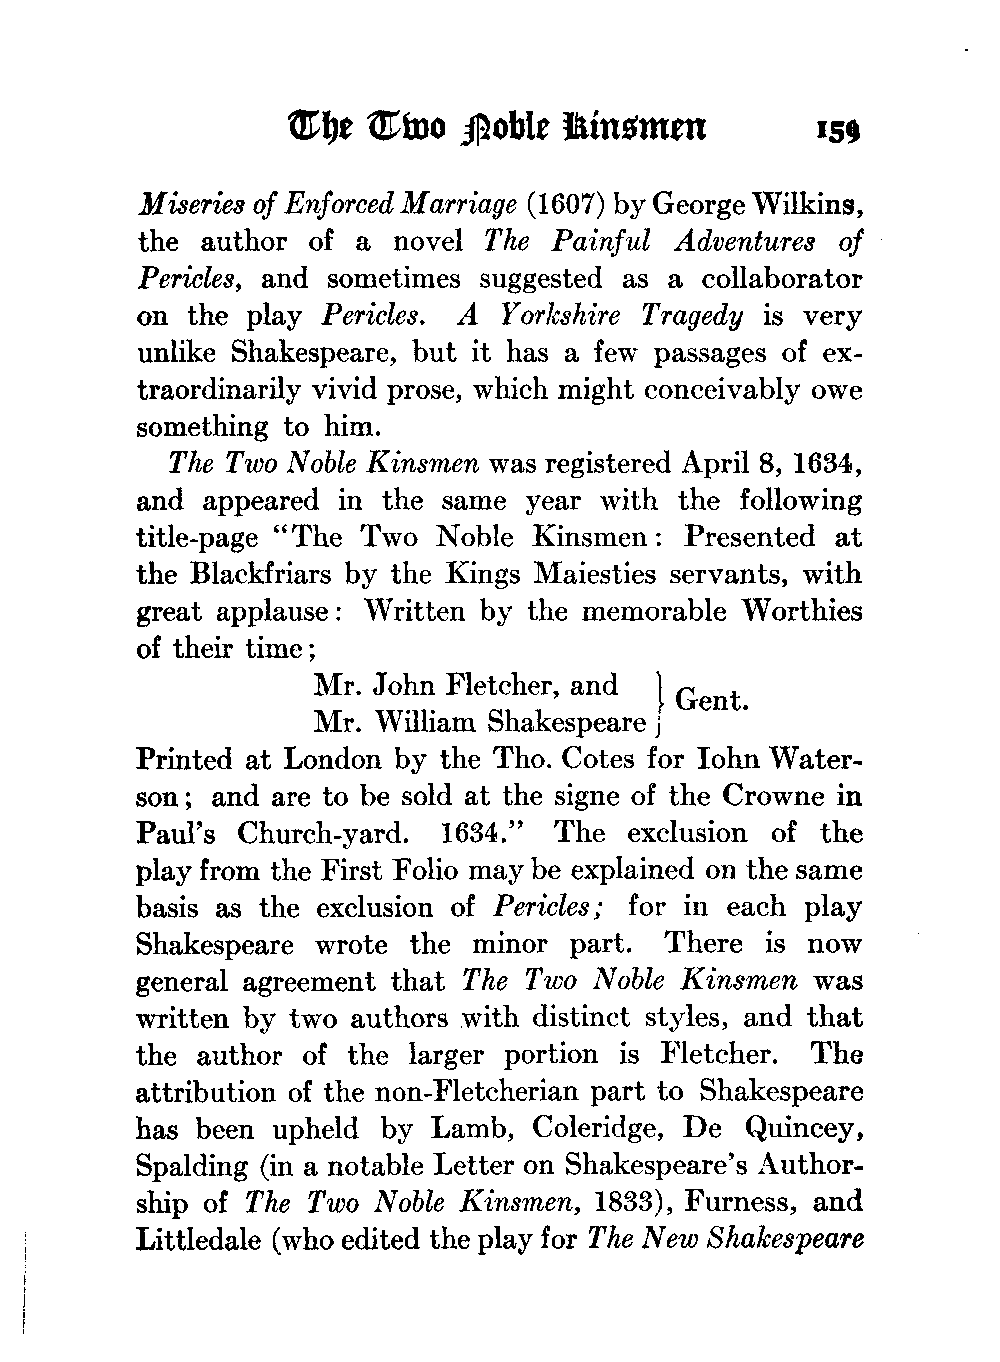 The Two Noble Kinsmen 159
Miseries of Enforced Marriage (1607) by George Wilkins,
the author of a novel The Painful Adventures of
Pericles, and sometimes suggested as a collaborator
on the play Pericles. A Yorkshire Tragedy is very
unlike Shakespeare, but it has a few passages of ex-
traordinarily vivid prose, which might conceivably owe
something to him.
The Two Noble Kinsmen was registered April 8, 1634,
and appeared in the same year with the following
title-page “The Two Noble Kinsmen: Presented at
the Blackfriars by the Kings Maiesties servants, with
great applause: Written by the memorable Worthies
of their time;
Mr. John Fletcher, and
Mr. William Shakespeare } Gent.
Printed at London by the Tho. Cotes for Iohn Water-
son; and are to be sold at the signe of the Crowne in
Paul's Church-yard. 1634.” The exclusion of the
play from the First Folio may be explained on the same
basis as the exclusion of Pericles; for in each play
Shakespeare wrote the minor part. There is now
general agreement that The Two Noble Kinsmen was
written by two authors with distinct styles, and that
the author of the larger portion is Fletcher. The
attribution of the non-Fletcherian part to Shakespeare
has been upheld by Lamb, Coleridge, De Quincey,
Spalding (in a notable Letter on Shakespeare's Author-
ship of The Two Noble Kinsmen, 1833), Furness, and
Littledale (who edited the play for The New Shakespeare